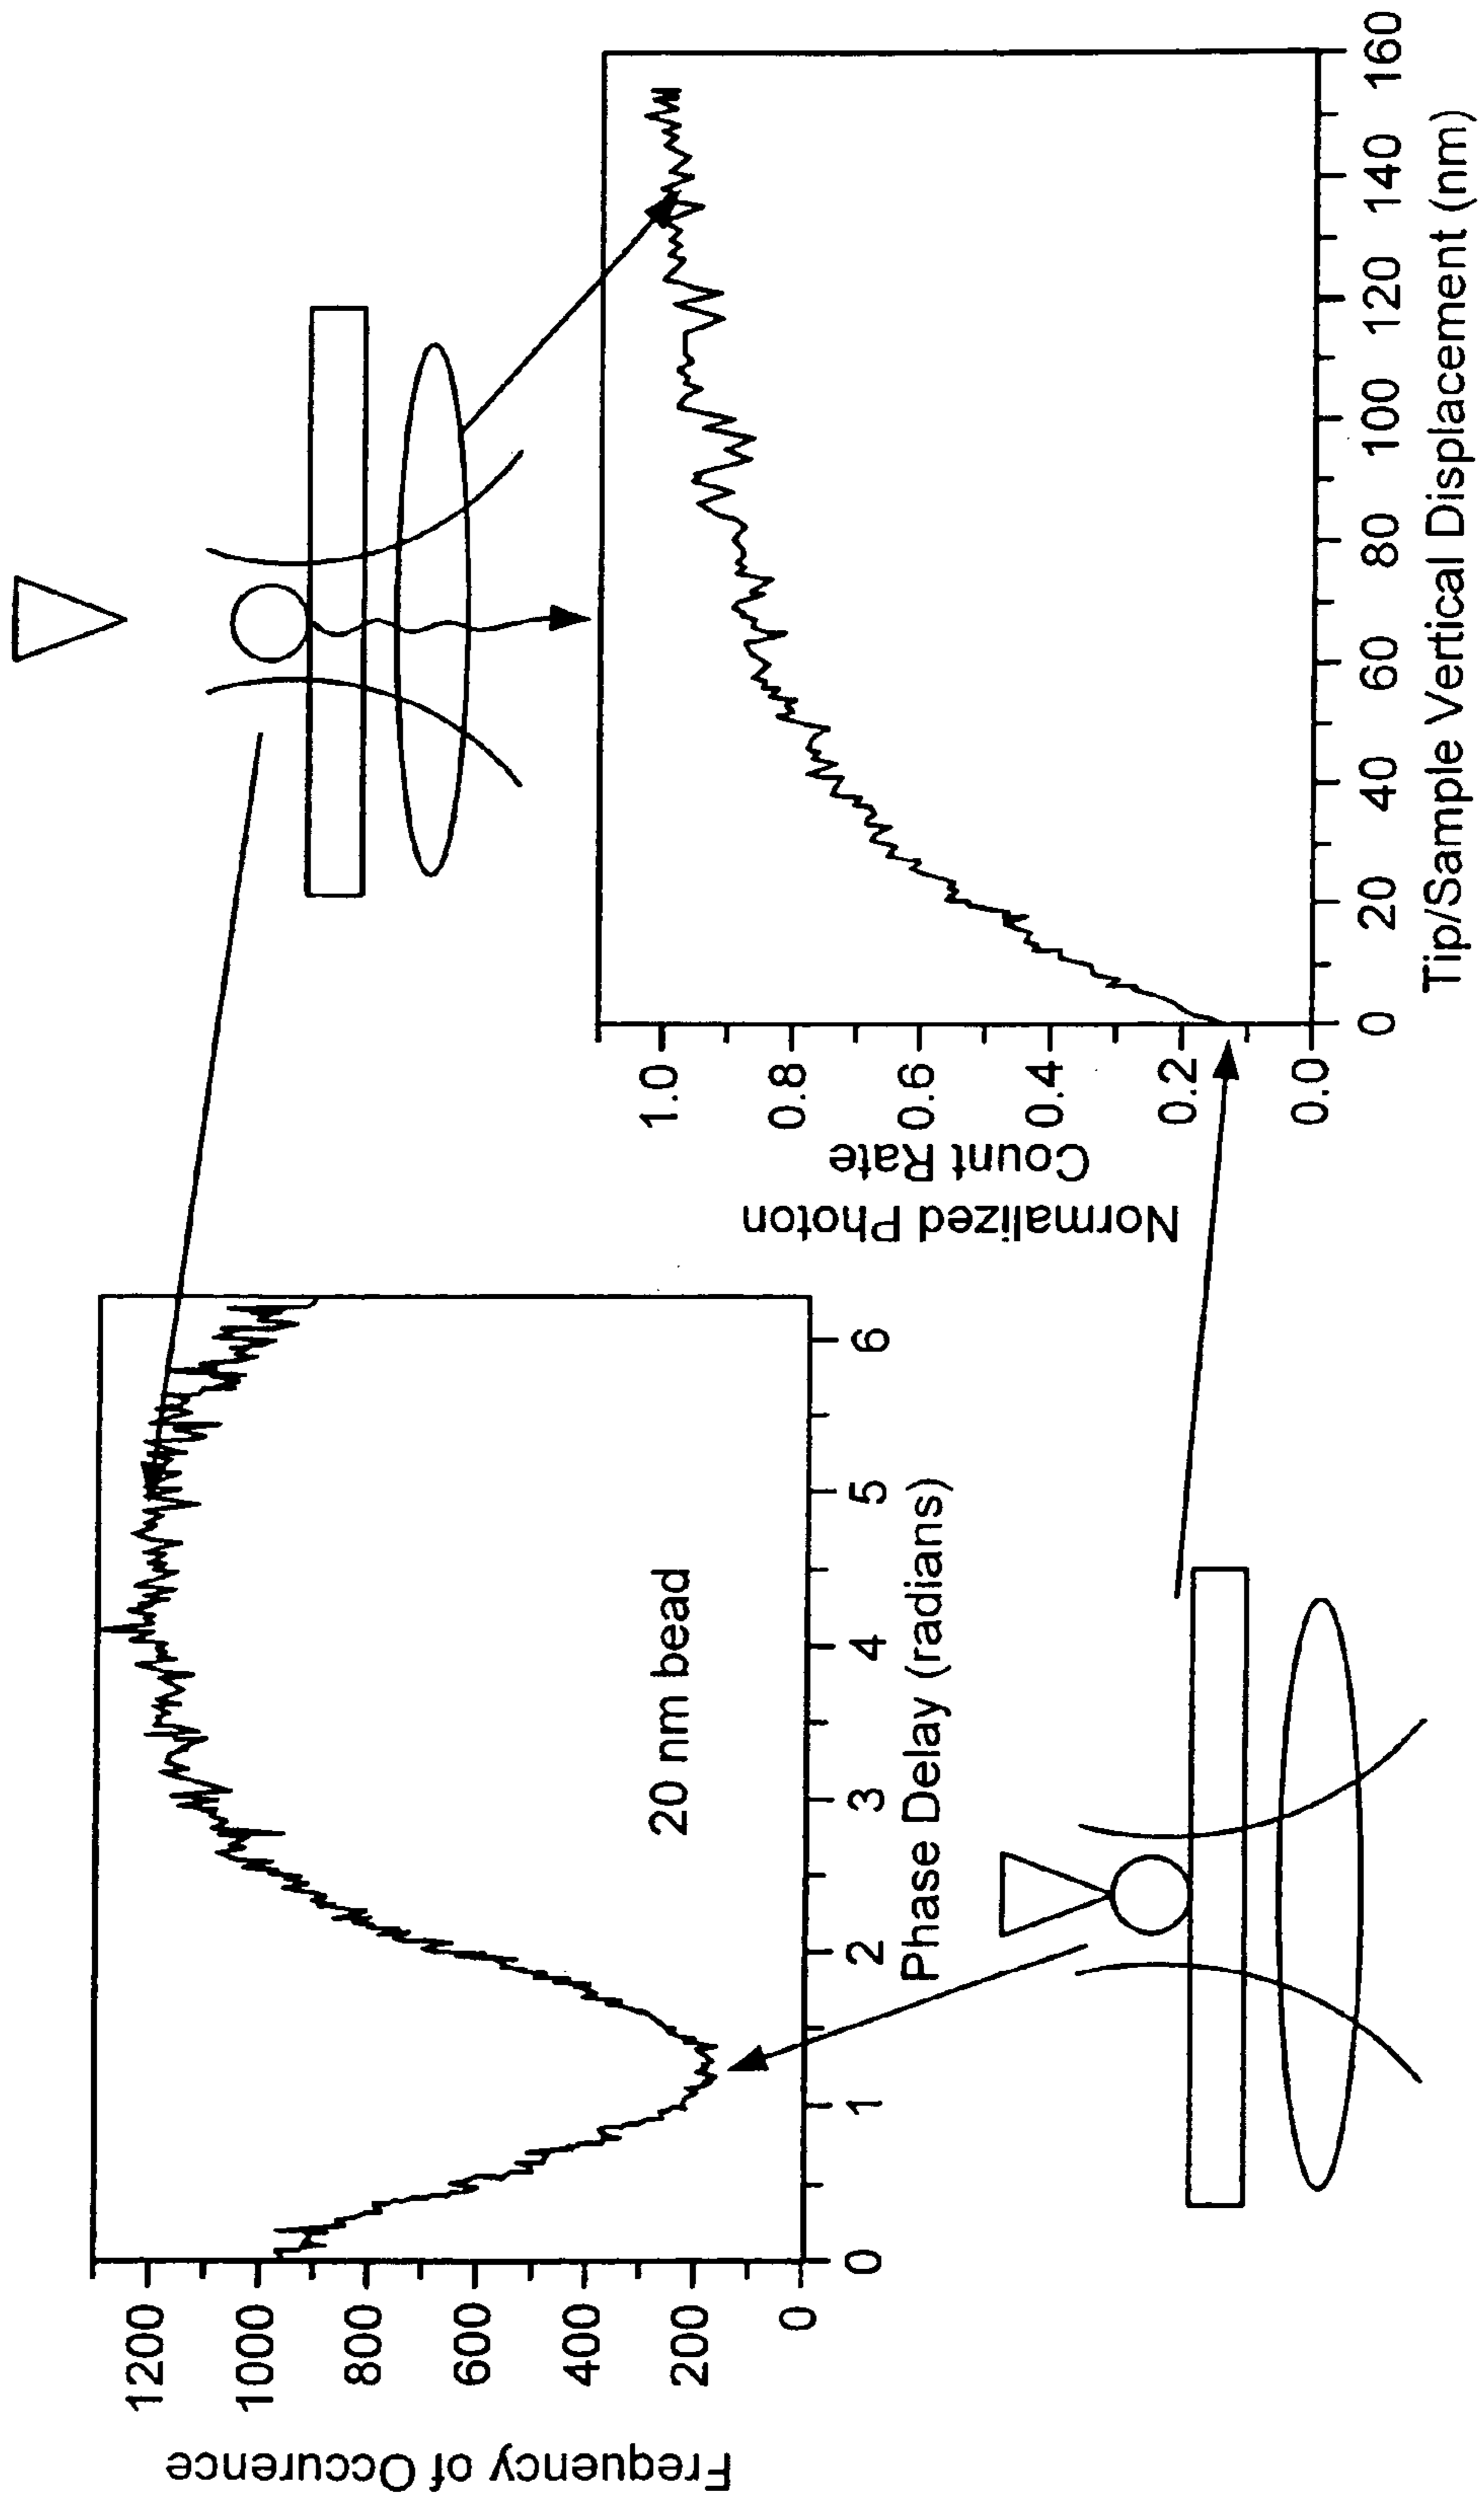 Frequency of Occurence
1200
1000
800
600
400
200
0
20 nm bead
0 1 2 3 4 5 6
Phase Delay (radians)
Normalized Photon
Count Rate
1.0
0.8
0.6
0.4
0.2
0.0
0 20 40 60 80 100 120 140 160
Tip/Sample Vertical Displacement (nm)